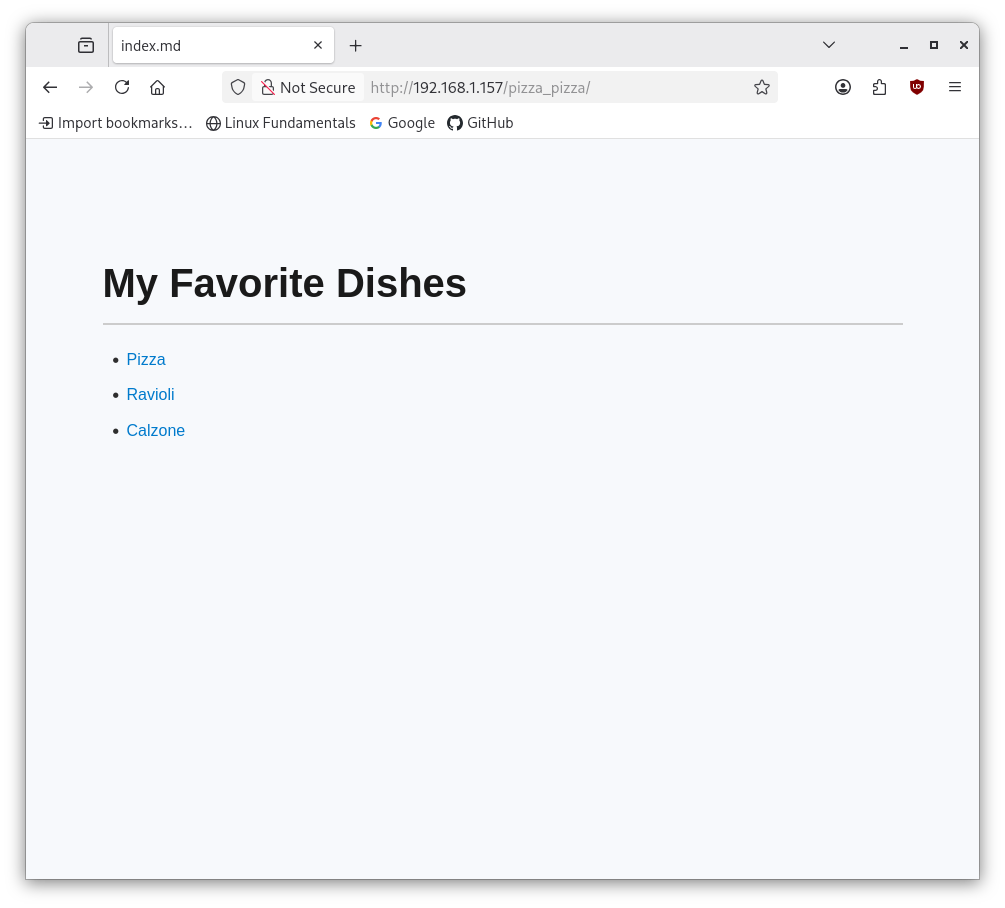 index.md
Not Secure http://192.168.1.157/pizza_pizza/
Import bookmarks… Linux Fundamentals Google GitHub
My Favorite Dishes
Pizza
Ravioli
Calzone